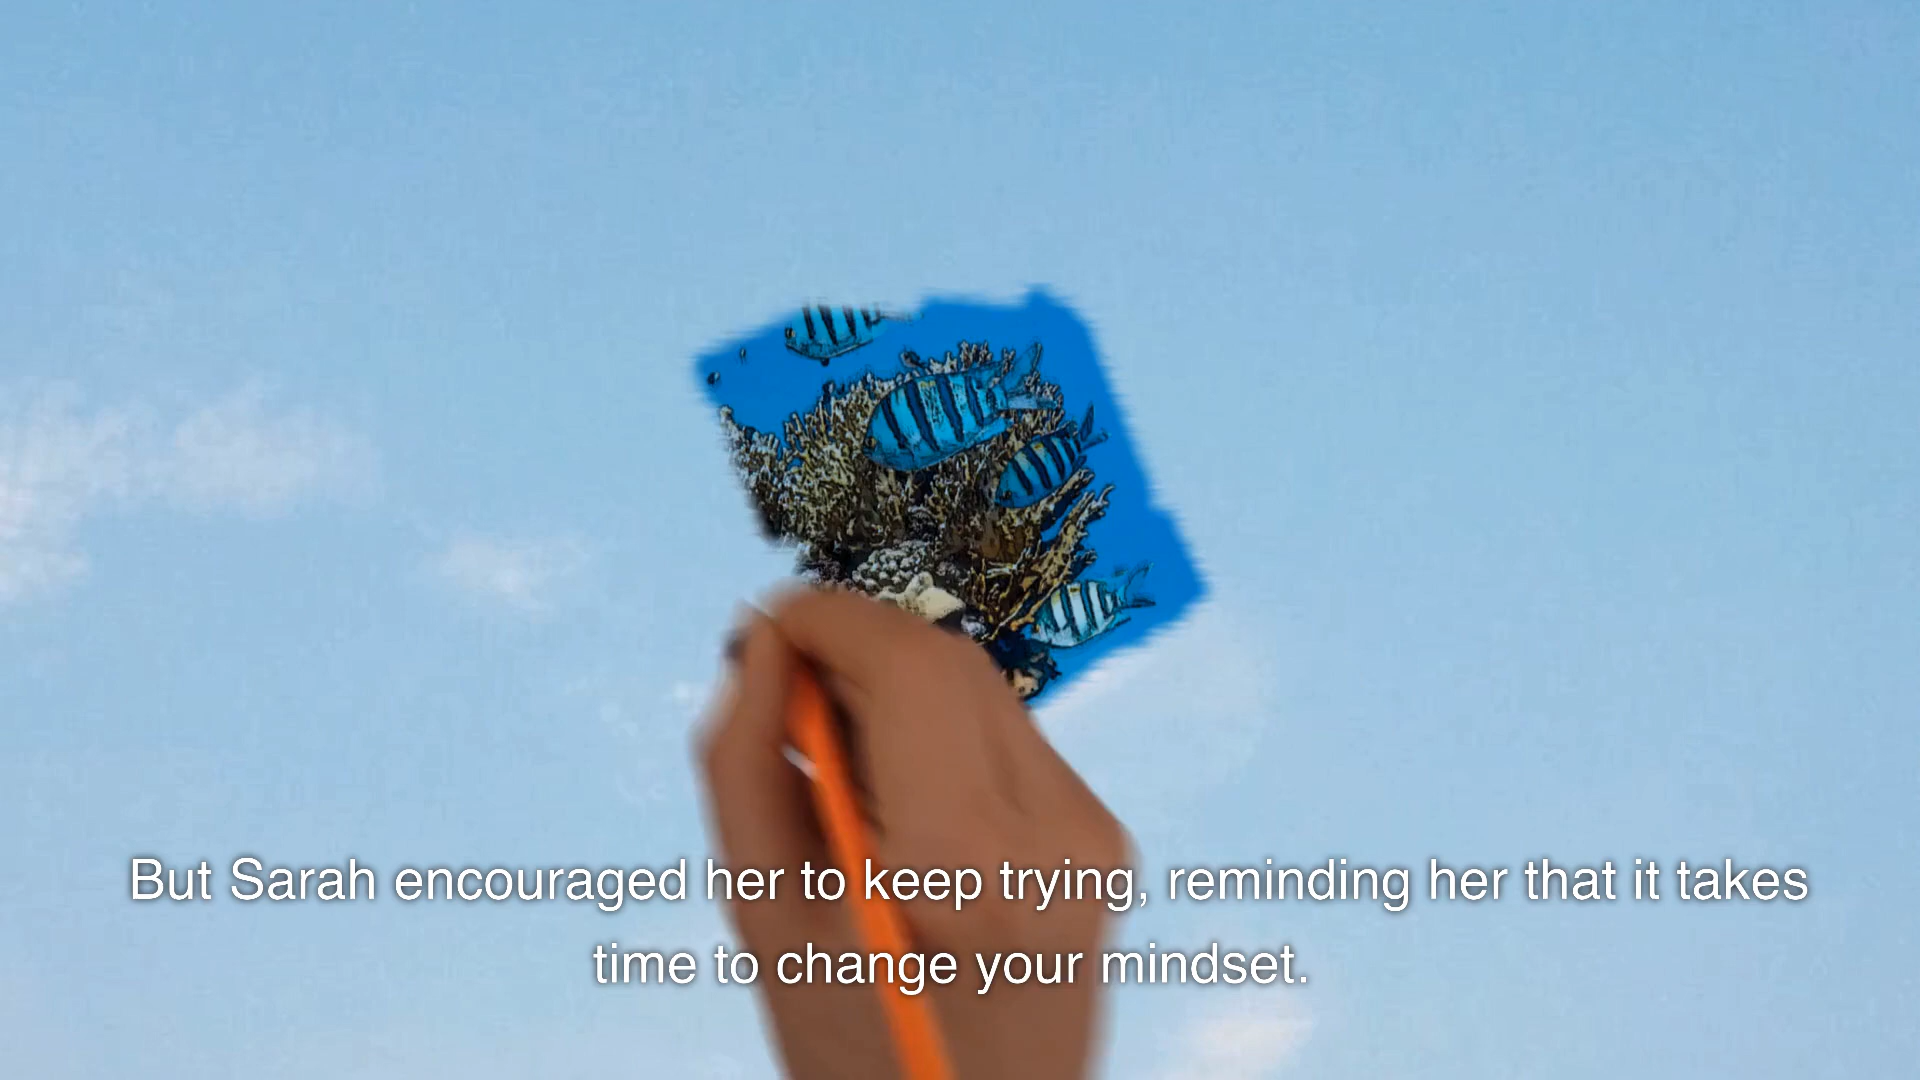 But Sarah encouraged her to keep trying, reminding her that it takes
time to change your mindset.